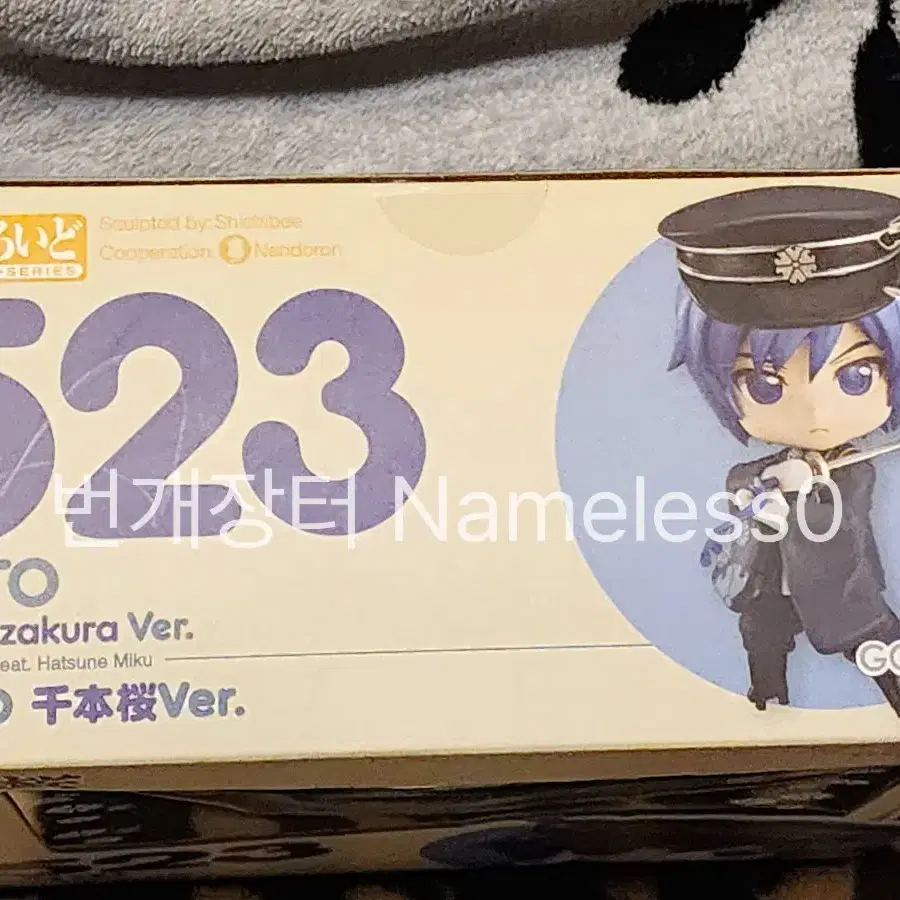 ろいど
SERIES
Sculpted by: Shichibee
Cooperation: Nendoron
523
TO
zakura Ver.
eat. Hatsune Miku
O 千本桜Ver.
번개장터 Nameless0